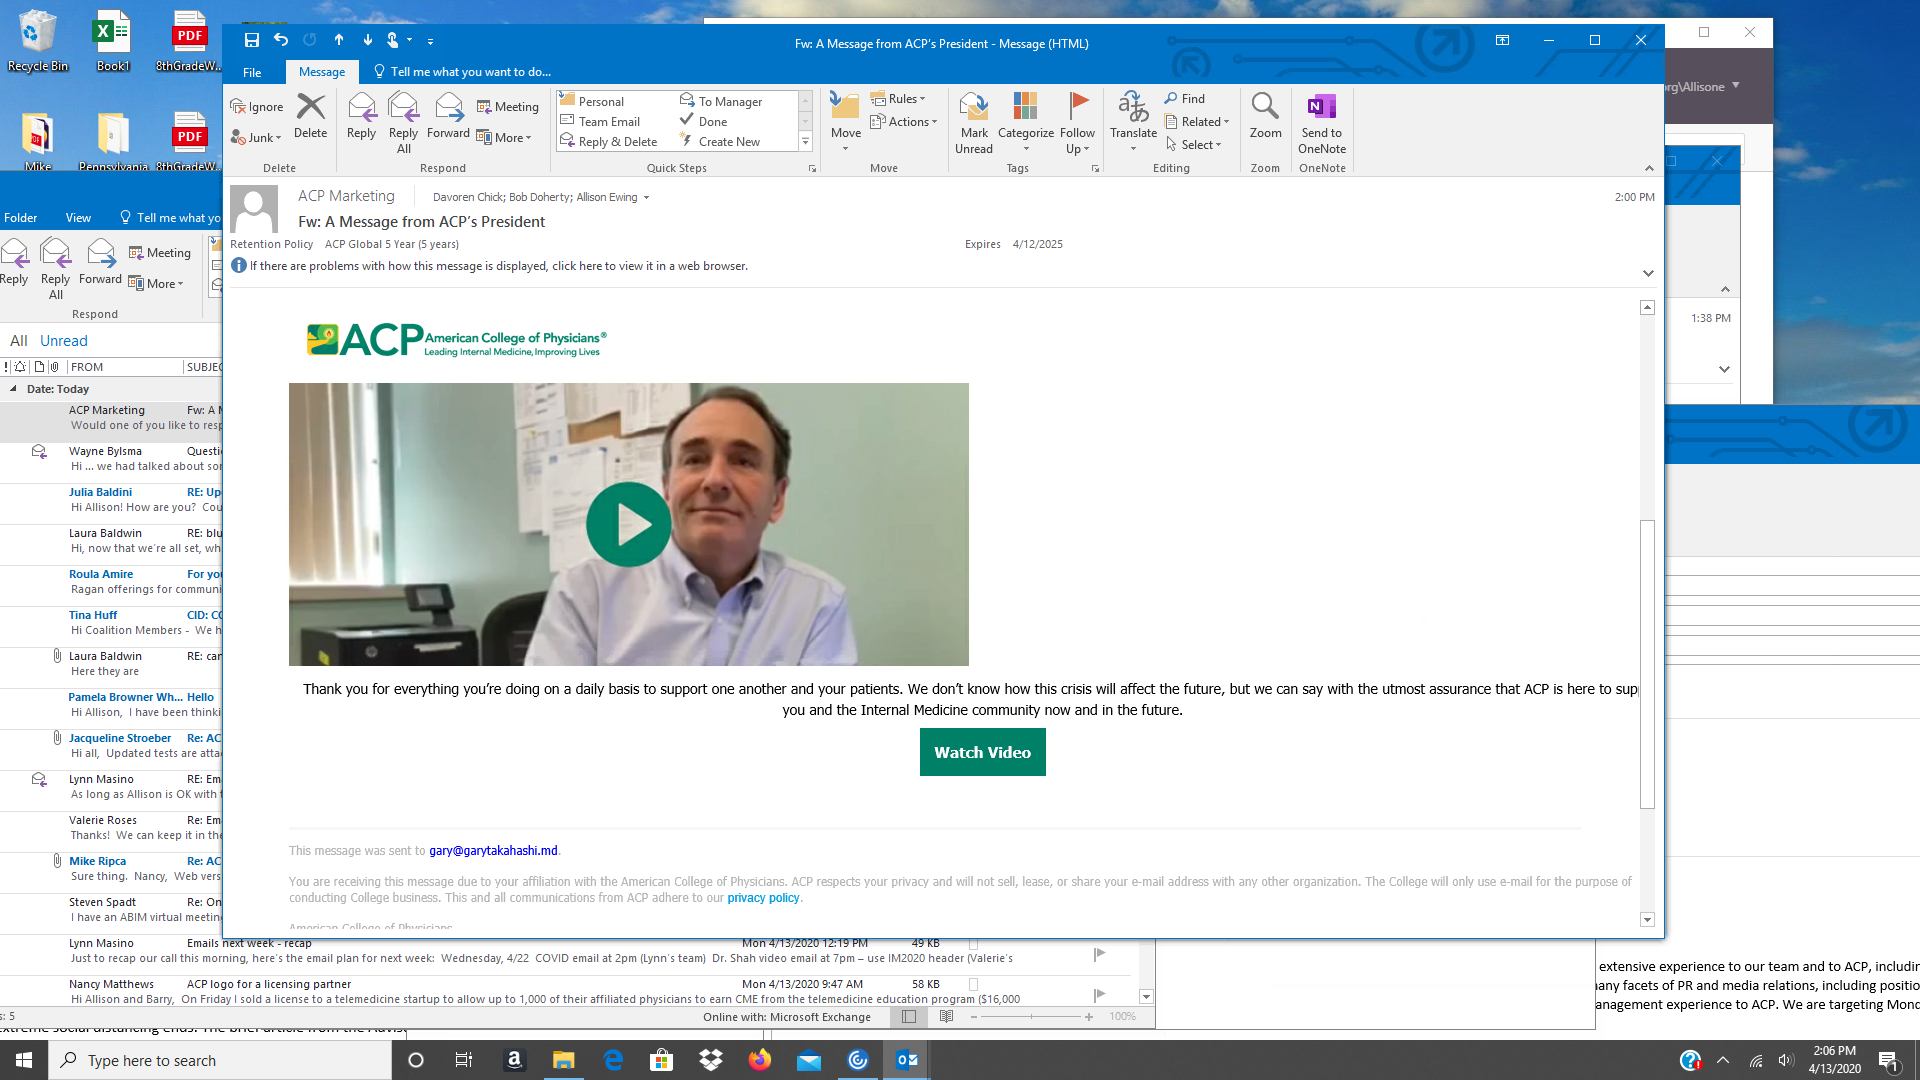 Recycle Bin
Book1
8thGradeW...
Mike
Pennsylvania
8thGradeW...
Fw: A Message from ACP's President - Message (HTML)
File
Message
Tell me what you want to do...
Ignore
Junk
Delete
Reply
Reply All
Forward
Meeting
More
Personal
Team Email
Reply & Delete
To Manager
Done
Create New
Move
Rules
Actions
Mark Unread
Categorize
Follow Up
Translate
Find
Related
Select
Zoom
Send to OneNote
Delete
Respond
Quick Steps
Move
Tags
Editing
Zoom
OneNote
org\Allisone
ACP Marketing
Davoren Chick; Bob Doherty; Allison Ewing
2:00 PM
Fw: A Message from ACP's President
Retention Policy ACP Global 5 Year (5 years)
Expires 4/12/2025
If there are problems with how this message is displayed, click here to view it in a web browser.
1:38 PM
ACP American College of Physicians®
Leading Internal Medicine, Improving Lives
Thank you for everything you're doing on a daily basis to support one another and your patients. We don't know how this crisis will affect the future, but we can say with the utmost assurance that ACP is here to supp
you and the Internal Medicine community now and in the future.
Watch Video
This message was sent to gary@garytakahashi.md.
You are receiving this message due to your affiliation with the American College of Physicians. ACP respects your privacy and will not sell, lease, or share your e-mail address with any other organization. The College will only use e-mail for the purpose of
conducting College business. This and all communications from ACP adhere to our privacy policy.
American College of Physicians
Folder
View
Tell me what yo
Reply
Reply All
Forward
Meeting
More
Respond
All Unread
FROM
SUBJEC
Date: Today
ACP Marketing Fw: A M
Would one of you like to resp
Wayne Bylsma Questi
Hi ... we had talked about so
Julia Baldini RE: Up
Hi Allison! How are you? Cou
Laura Baldwin RE: blu
Hi, now that we're all set, wh
Roula Amire For you
Ragan offerings for communi
Tina Huff CID: CO
Hi Coalition Members - We h
Laura Baldwin RE: car
Here they are
Pamela Browner Wh... Hello
Hi Allison, I have been thinki
Jacqueline Stroeber Re: AC
Hi all, Updated tests are atta
Lynn Masino RE: Ema
As long as Allison is OK with t
Valerie Roses Re: Em
Thanks! We can keep it in the
Mike Ripca Re: AC
Sure thing. Nancy, Web vers
Steven Spadt Re: On
I have an ABIM virtual meetin
Lynn Masino Emails next week - recap Mon 4/13/2020 12:19 PM 49 KB
Just to recap our call this morning, here's the email plan for next week: Wednesday, 4/22 COVID email at 2pm (Lynn's team) Dr. Shah video email at 7pm – use IM2020 header (Valerie's
Nancy Matthews ACP logo for a licensing partner Mon 4/13/2020 9:47 AM 58 KB
Hi Allison and Barry, On Friday I sold a license to a telemedicine startup to allow up to 1,000 of their affiliated physicians to earn CME from the telemedicine education program ($16,000
s: 5
Online with: Microsoft Exchange
100%
extensive experience to our team and to ACP, includin
many facets of PR and media relations, including positio
anagement experience to ACP. We are targeting Mond
Type here to search
2:06 PM
4/13/2020
1